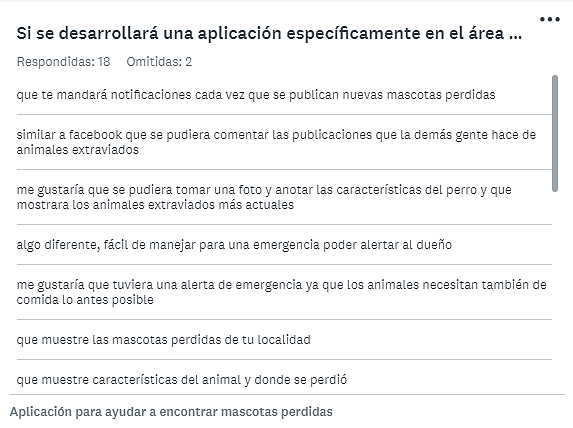 Si se desarrollará una aplicación específicamente en el área ...
Respondidas: 18 Omitidas: 2
que te mandará notificaciones cada vez que se publican nuevas mascotas perdidas
similar a facebook que se pudiera comentar las publicaciones que la demás gente hace de
animales extraviados
me gustaría que se pudiera tomar una foto y anotar las características del perro y que
mostrara los animales extraviados más actuales
algo diferente, fácil de manejar para una emergencia poder alertar al dueño
me gustaría que tuviera una alerta de emergencia ya que los animales necesitan también de
comida lo antes posible
que muestre las mascotas perdidas de tu localidad
que muestre características del animal y donde se perdió
Aplicación para ayudar a encontrar mascotas perdidas